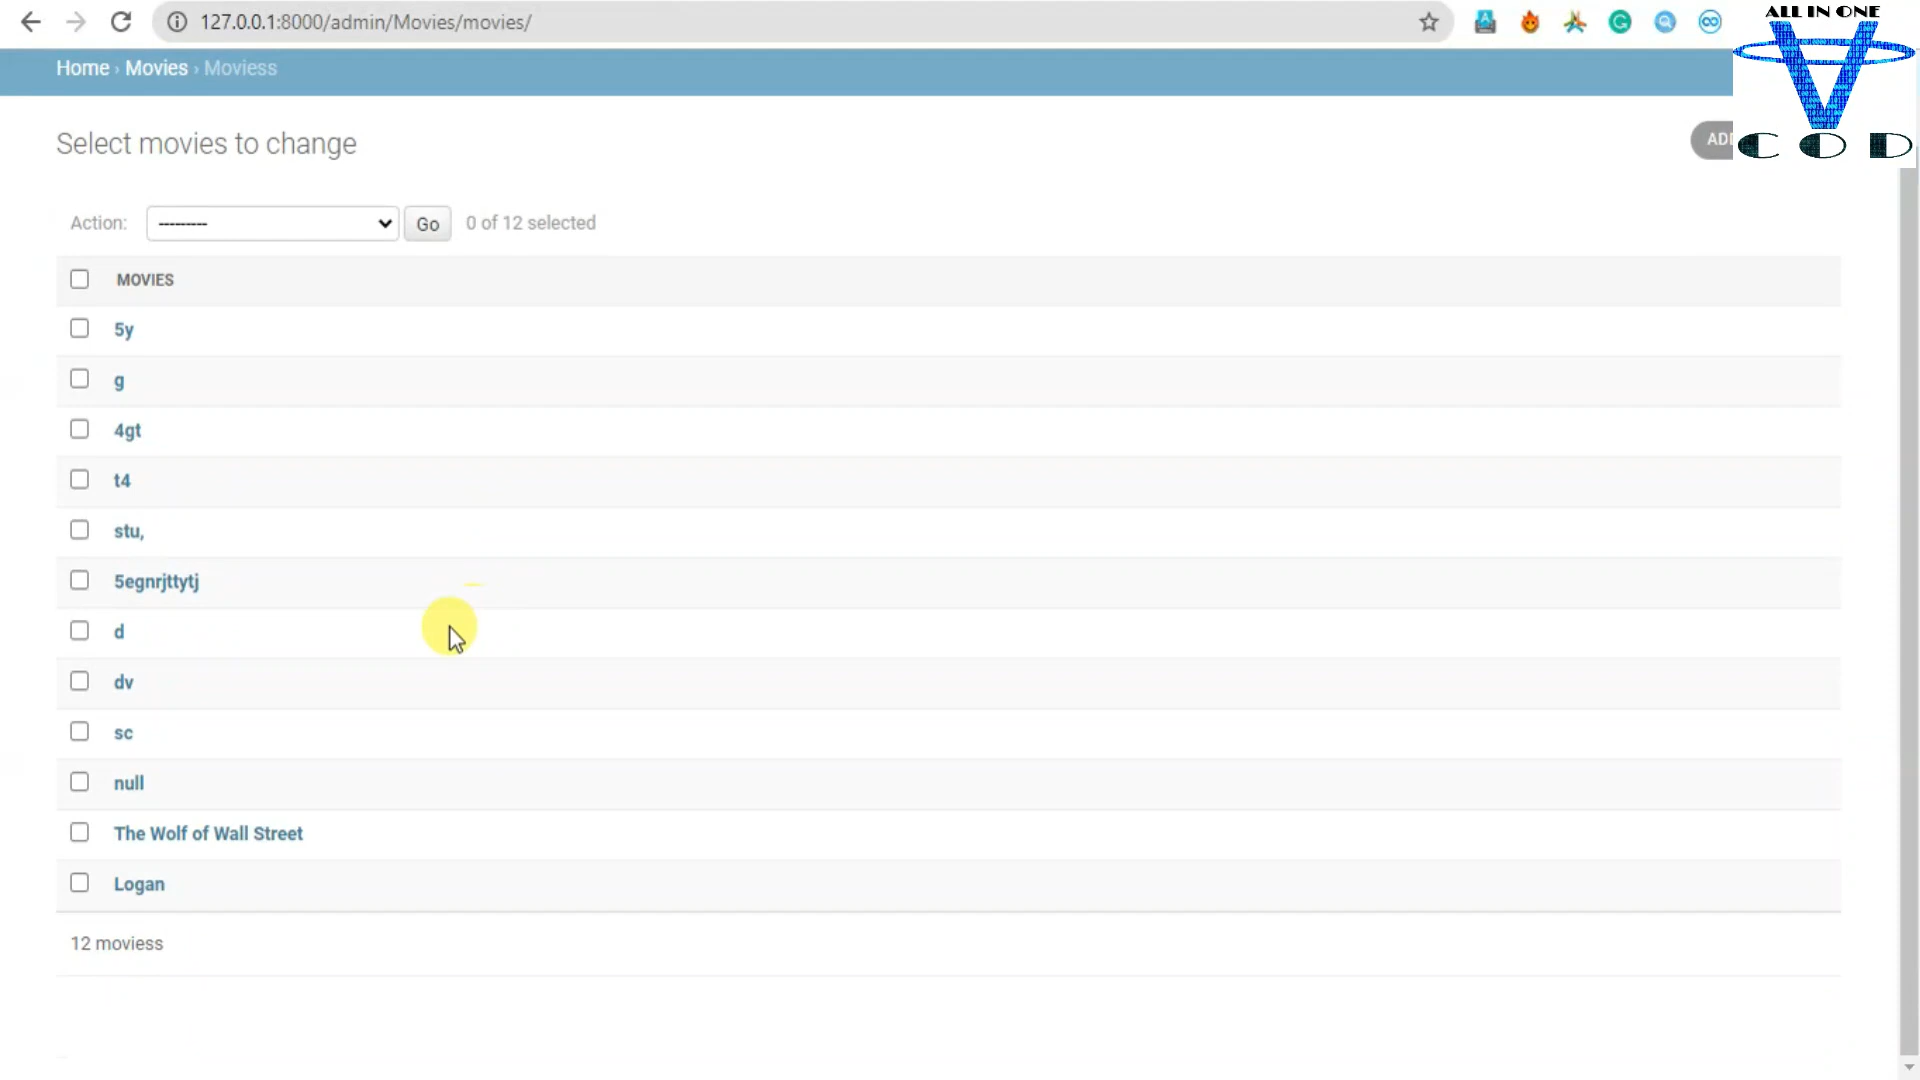 127.0.0.1:8000/admin/Movies/movies/
ALL IN ONE
C O D
Home › Movies › Moviess
Select movies to change
Action: --------- Go 0 of 12 selected
MOVIES
5y
g
4gt
t4
stu,
5egnrjttytj
d
dv
sc
null
The Wolf of Wall Street
Logan
12 moviess